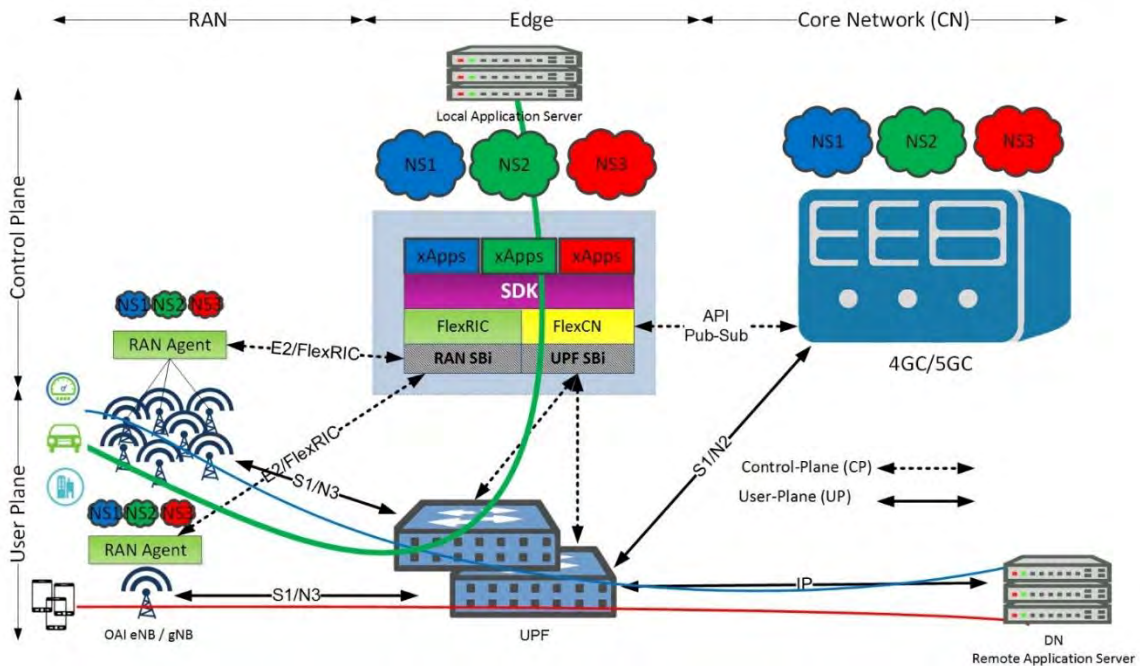 RAN
Edge
Core Network (CN)
Control Plane
User Plane
Local Application Server
NS1
NS2
NS3
NS1
NS2
NS3
xApps
xApps
xApps
SDK
FlexRIC
FlexCN
RAN SBi
UPF SBi
API
Pub-Sub
4GC/5GC
NS1
NS2
NS3
RAN Agent
E2/FlexRIC
E2/FlexRIC
S1/N3
S1/N2
Control-Plane (CP)
User-Plane (UP)
NS1
NS2
NS3
RAN Agent
S1/N3
IP
OAI eNB / gNB
UPF
DN
Remote Application Server